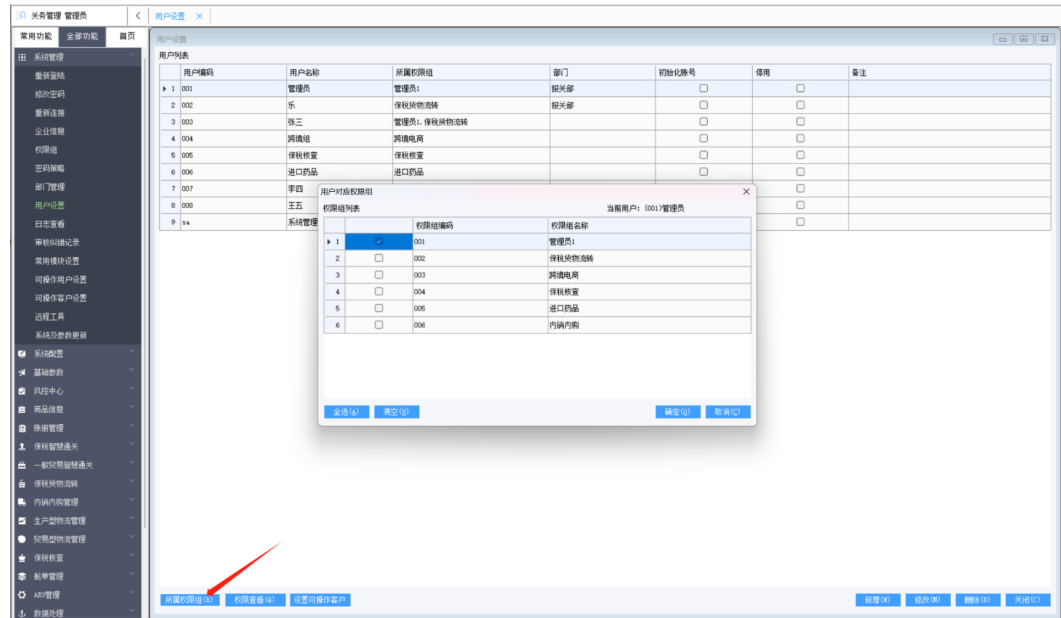 关务管理 管理员
用户设置
常用功能 全部功能 首页
系统管理
重新登陆
修改密码
重新连接
企业信息
权限组
密码策略
部门管理
用户设置
日志查看
审核纠错记录
常用模块设置
可操作用户设置
可操作客户设置
远程工具
系统及参数更新
系统配置
基础参数
风控中心
商品信息
账册管理
保税智慧通关
一般贸易智慧通关
保税货物流转
内销内购管理
生产型物流管理
贸易型物流管理
保税核查
舱单管理
AEO管理
数据处理
用户设置
用户列表
用户编码 用户名称 所属权限组 部门 初始化账号 停用 备注
1 001 管理员 管理员1 报关部
2 002 乐 保税货物流转 报关部
3 003 张三 管理员1,保税货物流转
4 004 跨境组 跨境电商
5 005 保税核查 保税核查
6 006 进口药品 进口药品
7 007 李四
8 008 王五
9 sa 系统管理
用户对应权限组
权限组列表 当前用户:(001)管理员
权限组编码 权限组名称
1 001 管理员1
2 002 保税货物流转
3 003 跨境电商
4 004 保税核查
5 005 进口药品
6 006 内销内购
全选(A) 清空(U) 确定(O) 取消(C)
所属权限组(R) 权限查看(Q) 设置可操作客户 新增(N) 修改(M) 删除(D) 关闭(C)